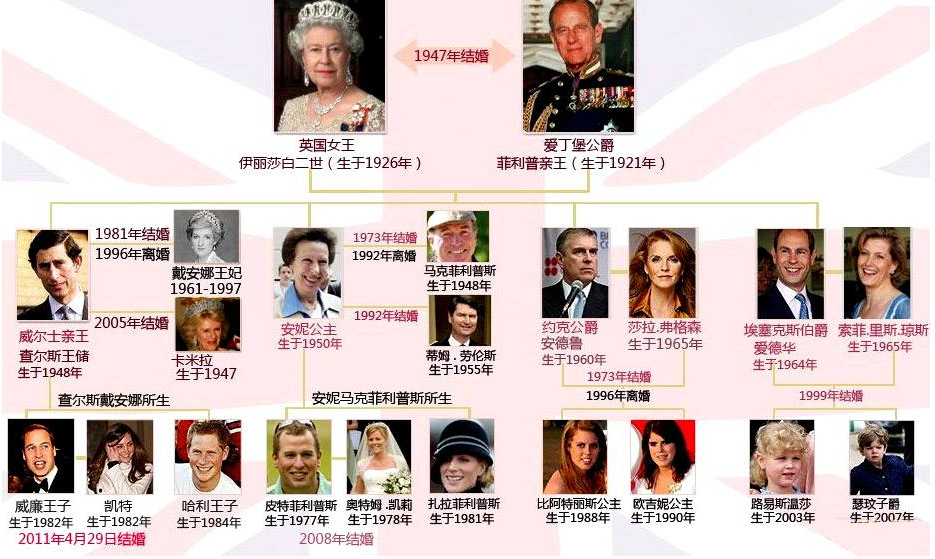 1947年结婚
英国女王
伊丽莎白二世（生于1926年）
爱丁堡公爵
菲利普亲王（生于1921年）
1981年结婚
1996年离婚
戴安娜王妃
1961-1997
2005年结婚
卡米拉
生于1947
威尔士亲王
查尔斯王储
生于1948年
1973年结婚
1992年离婚
马克菲利普斯
生于1948年
1992年结婚
蒂姆．劳伦斯
生于1955年
安妮公主
生于1950年
约克公爵
安德鲁
生于1960年
莎拉.弗格森
生于1965年
1973年结婚
1996年离婚
埃塞克斯伯爵
爱德华
生于1964年
索菲.里斯.琼斯
生于1965年
1999年结婚
查尔斯戴安娜所生
安妮马克菲利普斯所生
威廉王子
生于1982年
凯特
生于1982年
哈利王子
生于1984年
2011年4月29日结婚
皮特菲利普斯
生于1977年
奥特姆.凯莉
生于1978年
扎拉菲利普斯
生于1981年
2008年结婚
比阿特丽斯公主
生于1988年
欧吉妮公主
生于1990年
路易斯温莎
生于2003年
瑟玟子爵
生于2007年